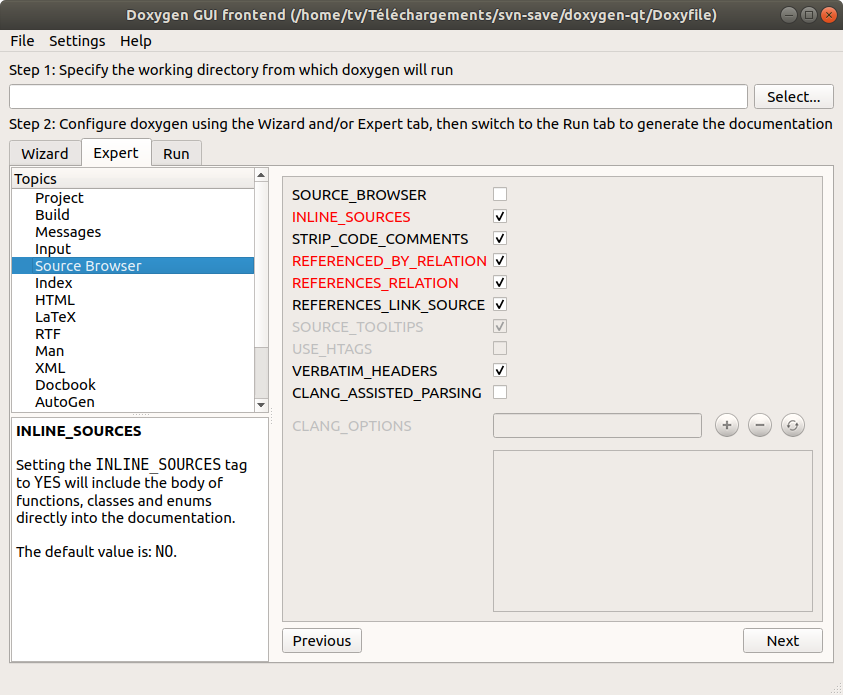 Doxygen GUI frontend (/home/tv/Téléchargements/svn-save/doxygen-qt/Doxyfile)
File Settings Help
Step 1: Specify the working directory from which doxygen will run
Select...
Step 2: Configure doxygen using the Wizard and/or Expert tab, then switch to the Run tab to generate the documentation
Wizard Expert Run
Topics
Project
Build
Messages
Input
Source Browser
Index
HTML
LaTeX
RTF
Man
XML
Docbook
AutoGen
INLINE_SOURCES
Setting the INLINE_SOURCES tag
to YES will include the body of
functions, classes and enums
directly into the documentation.
The default value is: NO.
SOURCE_BROWSER
INLINE_SOURCES
STRIP_CODE_COMMENTS
REFERENCED_BY_RELATION
REFERENCES_RELATION
REFERENCES_LINK_SOURCE
SOURCE_TOOLTIPS
USE_HTAGS
VERBATIM_HEADERS
CLANG_ASSISTED_PARSING
CLANG_OPTIONS
Previous Next